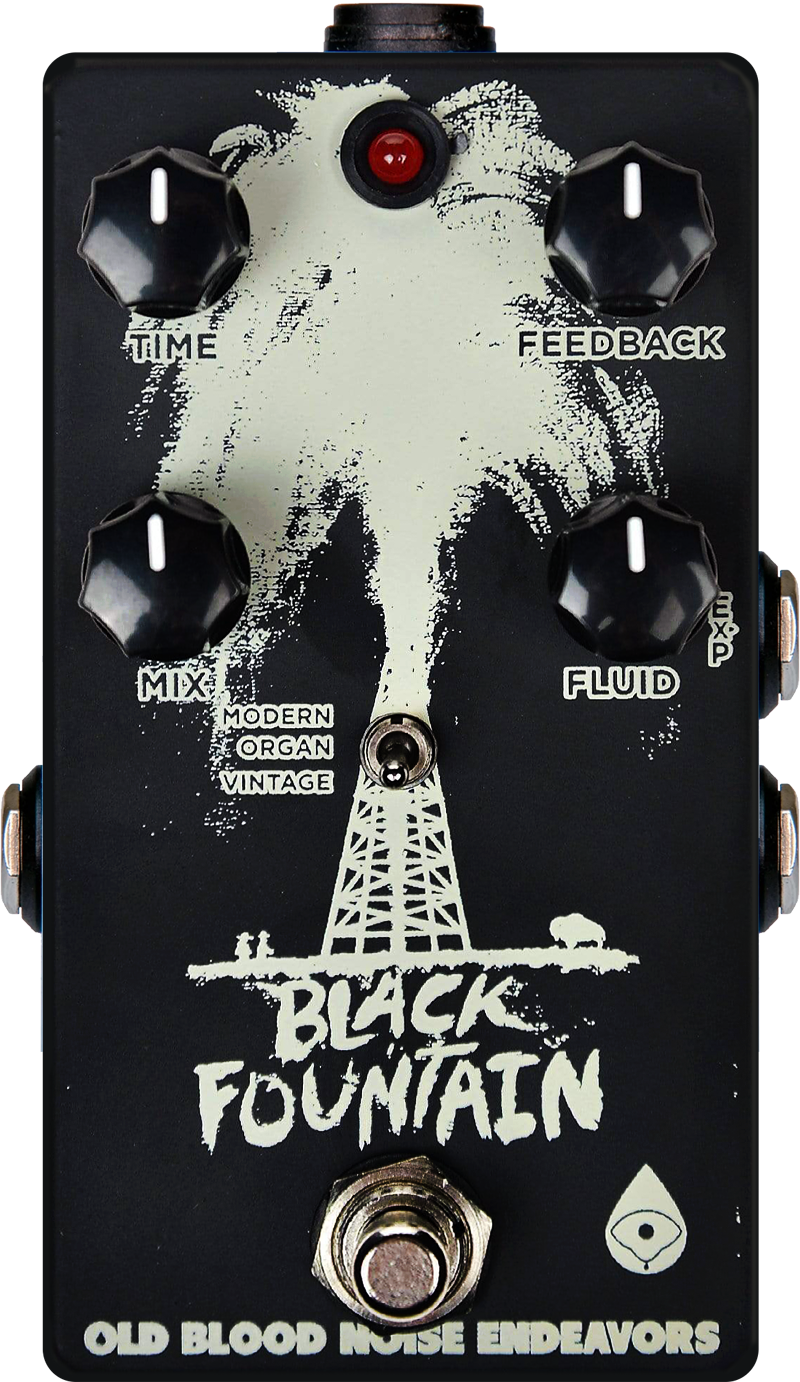 TIME
FEEDBACK
MIX
FLUID
EXP
MODERN
ORGAN
VINTAGE
BLACK
FOUNTAIN
OLD BLOOD NOISE ENDEAVORS